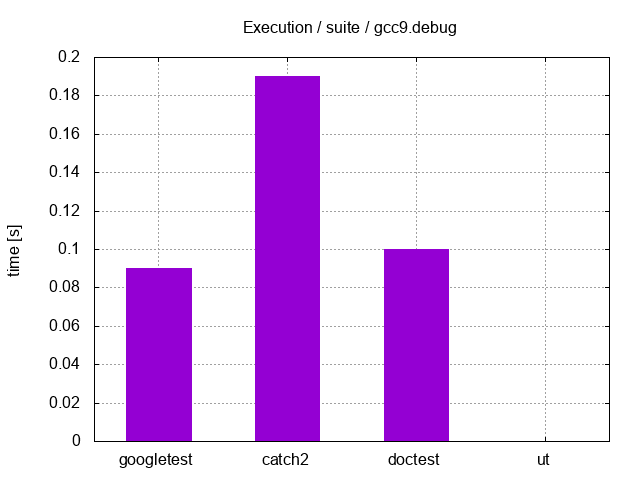 Execution / suite / gcc9.debug
time [s]
0.2
0.18
0.16
0.14
0.12
0.1
0.08
0.06
0.04
0.02
0
googletest
catch2
doctest
ut